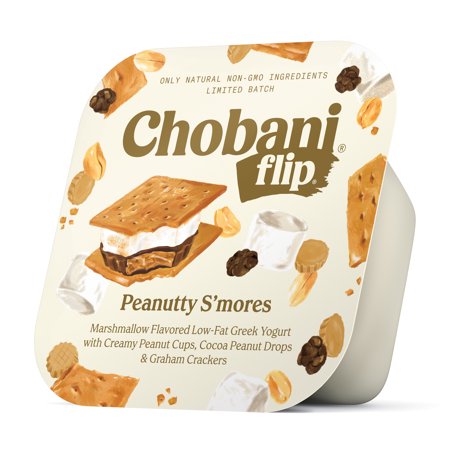 ONLY NATURAL NON-GMO INGREDIENTS
LIMITED BATCH
Chobani®
flip®
Peanutty S'mores
Marshmallow Flavored Low-Fat Greek Yogurt
with Creamy Peanut Cups, Cocoa Peanut Drops
& Graham Crackers